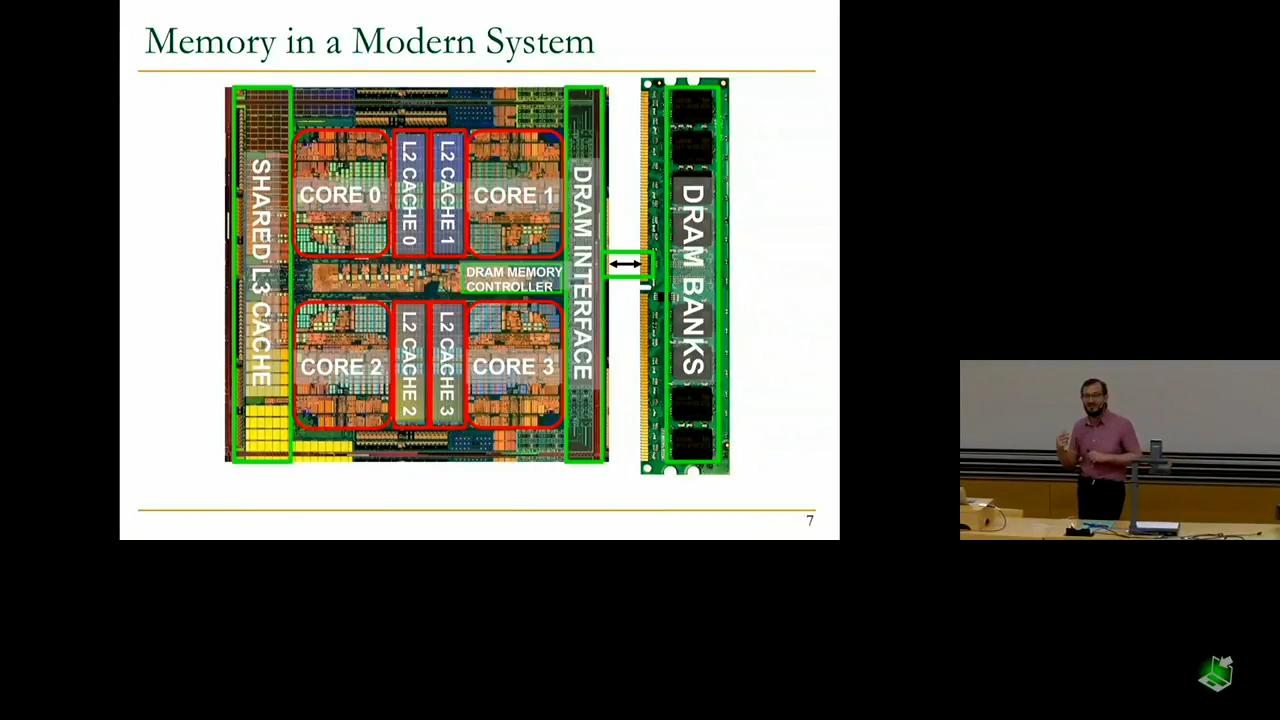 Memory in a Modern System
SHARED L3 CACHE
CORE 0
L2 CACHE 0
L2 CACHE 1
CORE 1
DRAM MEMORY
CONTROLLER
CORE 2
L2 CACHE 2
L2 CACHE 3
CORE 3
DRAM INTERFACE
DRAM BANKS
7